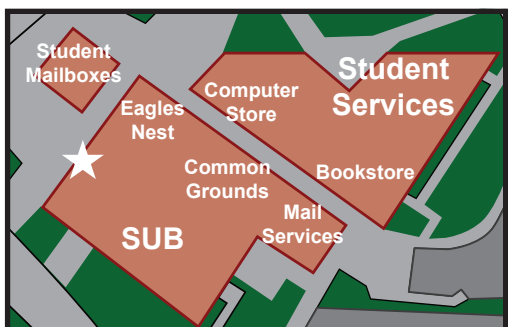 Student
Mailboxes
Eagles
Nest
Computer
Store
Student
Services
Common
Grounds
Bookstore
Mail
Services
SUB